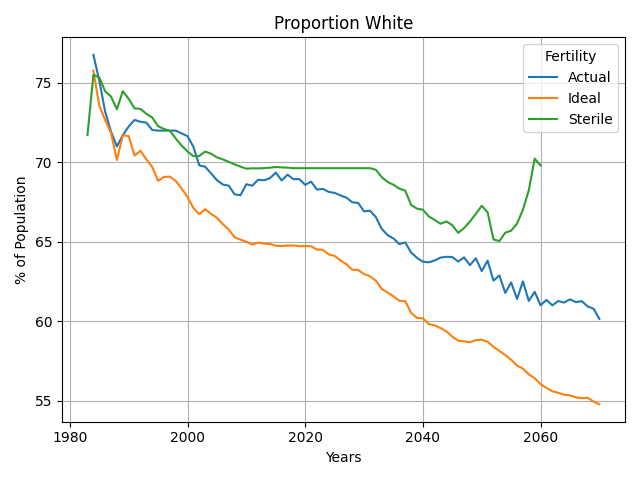 Proportion White
% of Population
75
70
65
60
55
Fertility
Actual
Ideal
Sterile
1980
2000
2020
2040
2060
Years